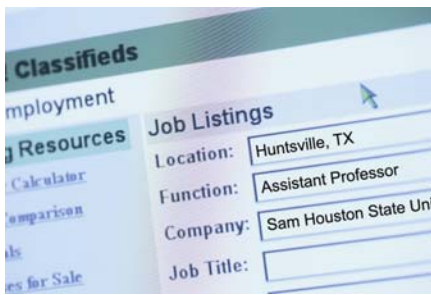 Classifieds
mployment
Resources
Calculator
omparison
ls
es for Sale
Job Listings
Location: Huntsville, TX
Function: Assistant Professor
Company: Sam Houston State Uni
Job Title: